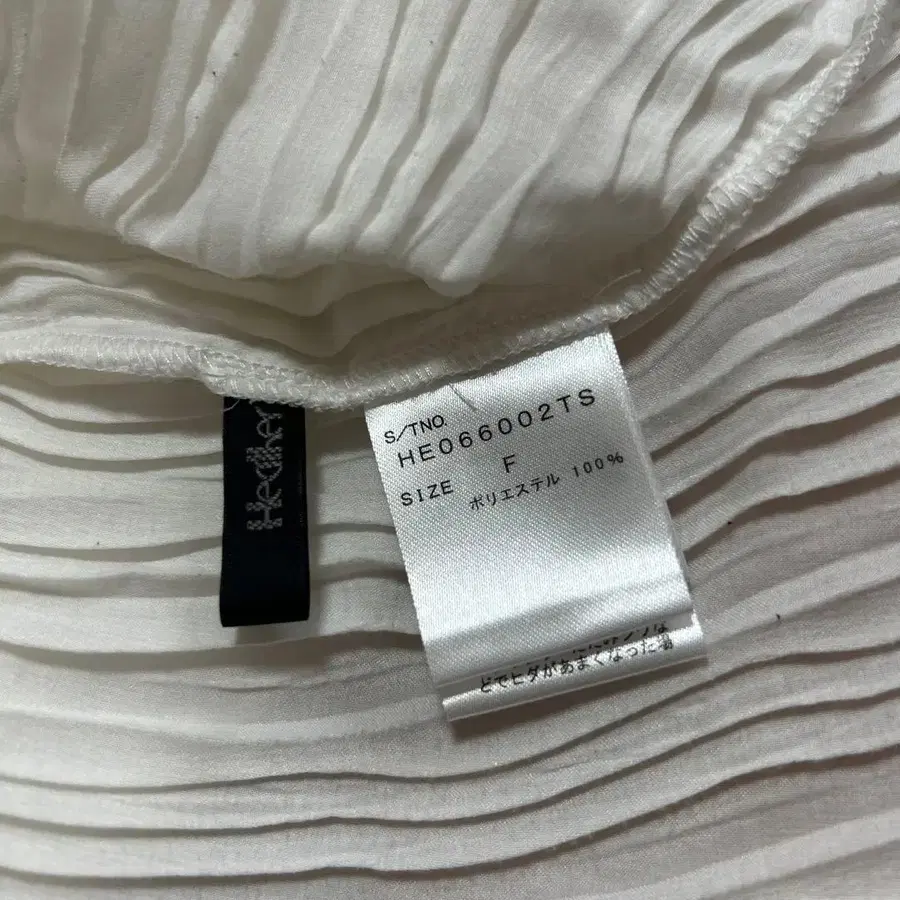 Heather
S/TNO.
HE066002TS
SIZE F
ポリエステル 100%
どでヒダがあまくなった場